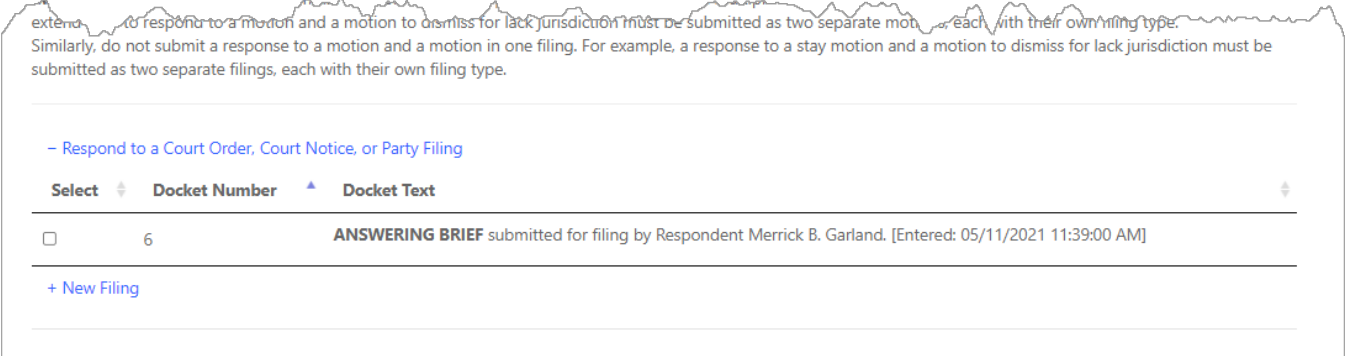 extend to respond to a motion and a motion to dismiss for lack jurisdiction must be submitted as two separate each with their own filing type.
Similarly, do not submit a response to a motion and a motion in one filing. For example, a response to a stay motion and a motion to dismiss for lack jurisdiction must be
submitted as two separate filings, each with their own filing type.
− Respond to a Court Order, Court Notice, or Party Filing
Select Docket Number Docket Text
6 ANSWERING BRIEF submitted for filing by Respondent Merrick B. Garland. [Entered: 05/11/2021 11:39:00 AM]
+ New Filing